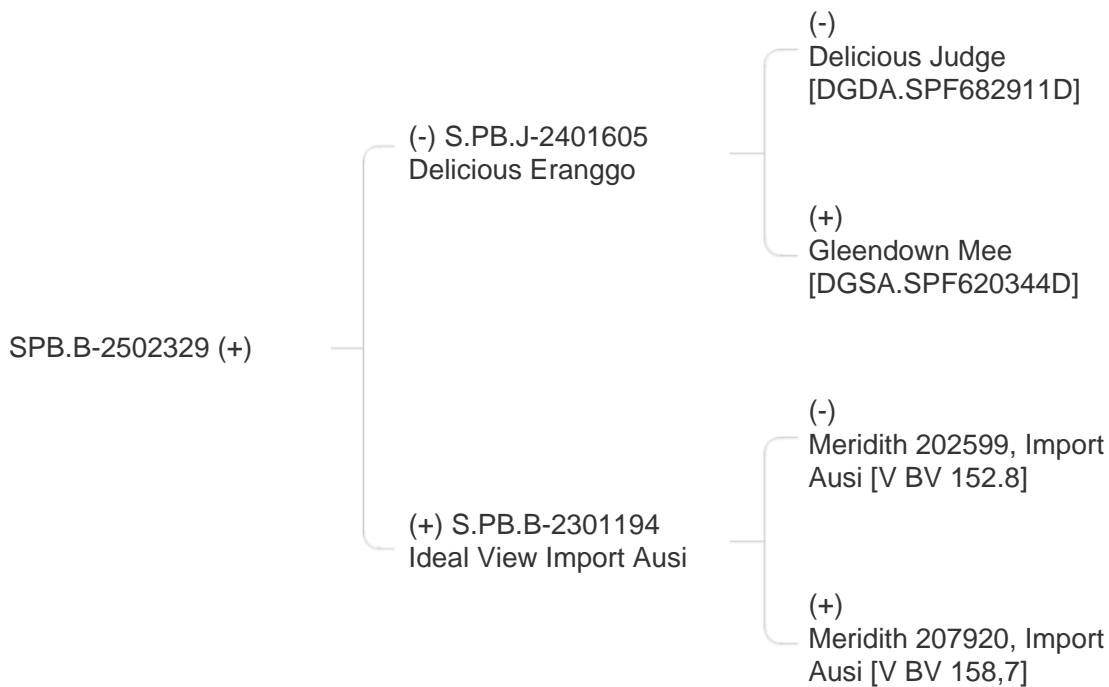 (-)
Delicious Judge
[DGDA.SPF682911D]
(-) S.PB.J-2401605
Delicious Eranggo
(+)
Gleendown Mee
[DGSA.SPF620344D]
SPB.B-2502329 (+)
(-)
Meridith 202599, Import
Ausi [V BV 152.8]
(+) S.PB.B-2301194
Ideal View Import Ausi
(+)
Meridith 207920, Import
Ausi [V BV 158,7]